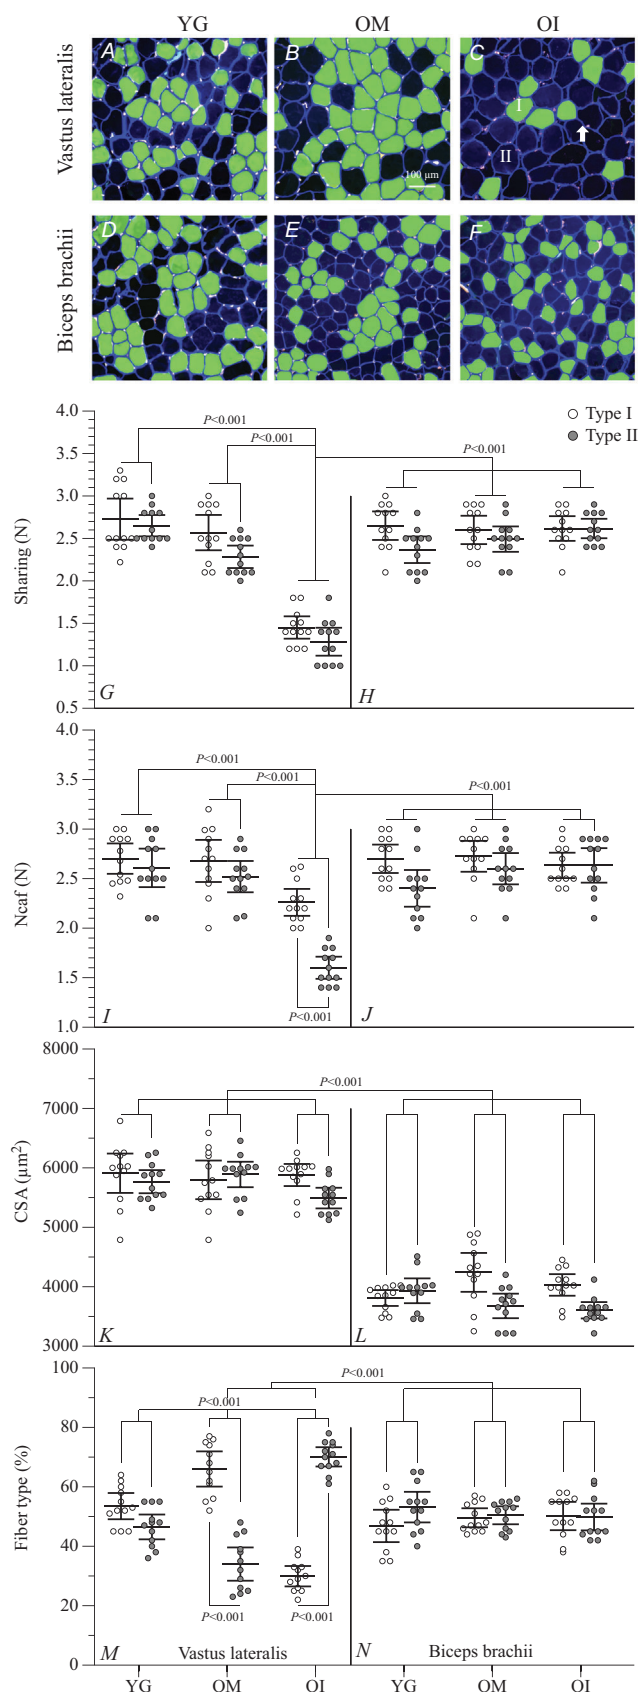 YG OM OI
Vastus lateralis
A B C
I
II
100 µm
Biceps brachii
D E F
Type I
Type II
Sharing (N)
4.0
3.5
3.0
2.5
2.0
1.5
1.0
0.5
P<0.001
P<0.001
P<0.001
G H
Ncaf (N)
4.0
3.5
3.0
2.5
2.0
1.5
1.0
P<0.001
P<0.001
P<0.001
P<0.001
I J
CSA (µm²)
8000
7000
6000
5000
4000
3000
P<0.001
K L
Fiber type (%)
100
80
60
40
20
0
P<0.001
P<0.001
P<0.001 P<0.001
M Vastus lateralis N Biceps brachii
YG OM OI YG OM OI